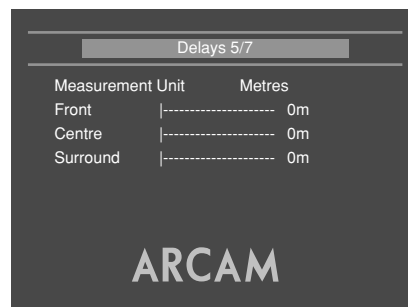 Delays 5/7
Measurement Unit Metres
Front |--------------------- 0m
Centre |--------------------- 0m
Surround |--------------------- 0m
ARCAM